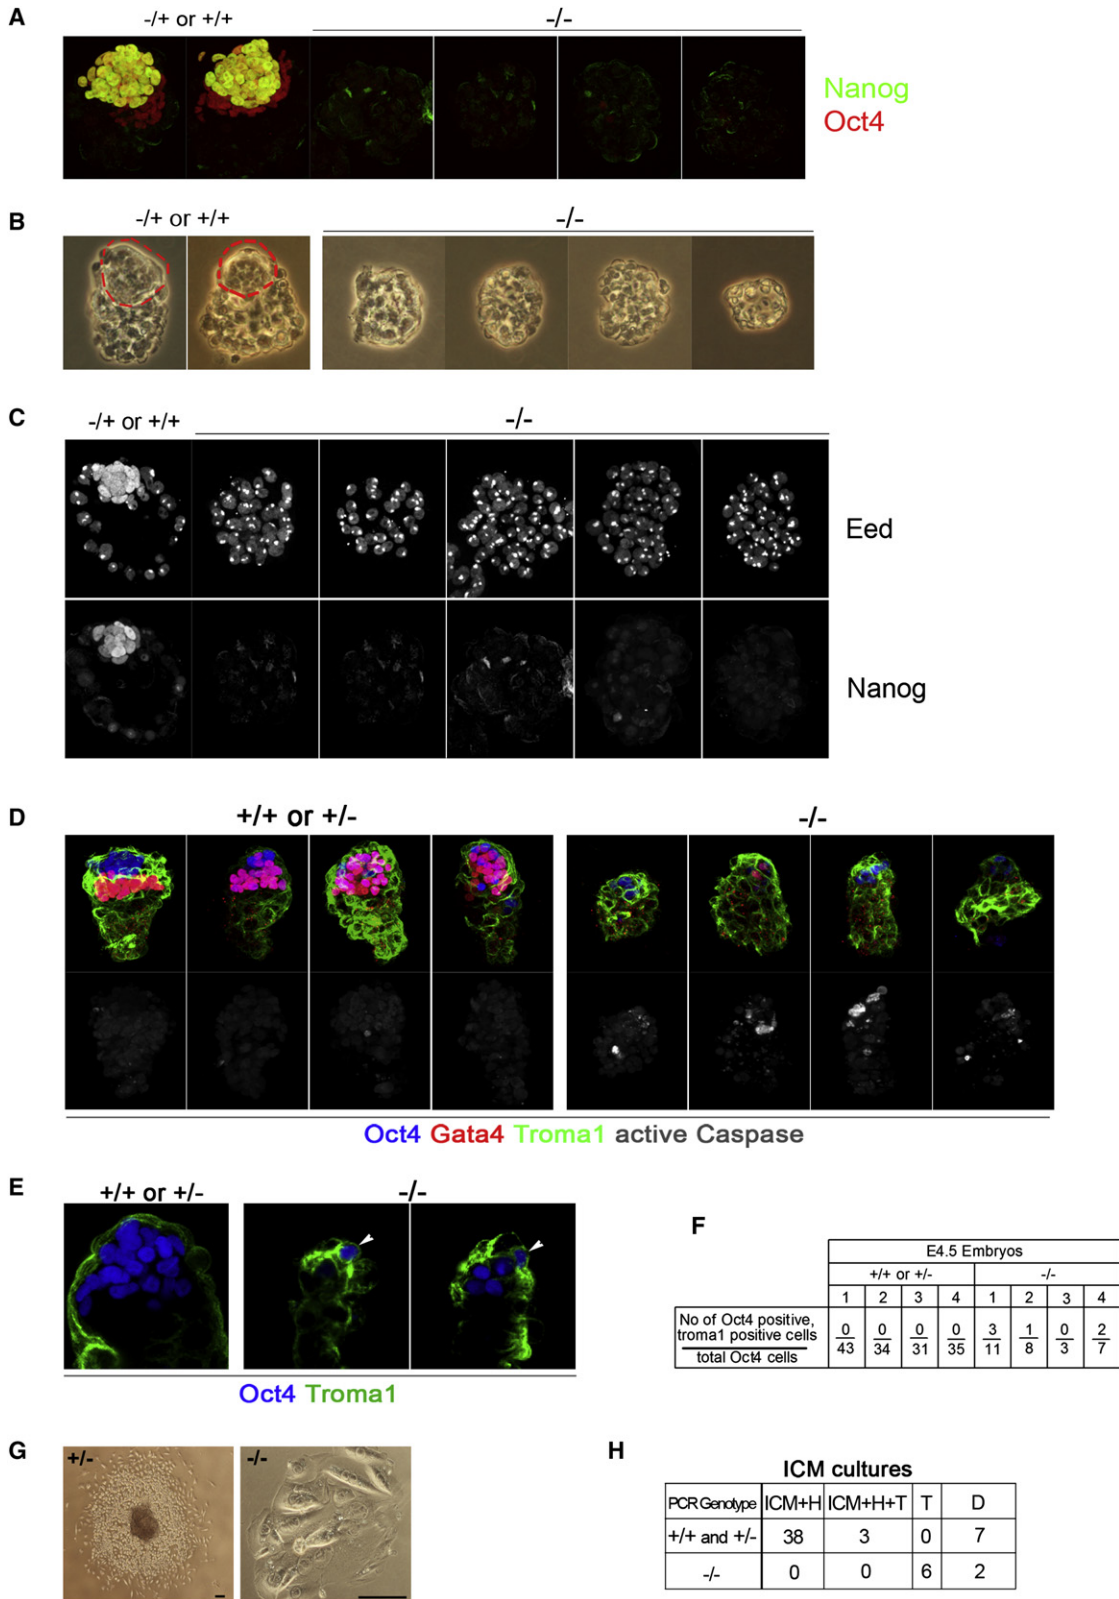 A
-/+ or +/+
-/-
Nanog
Oct4
B
-/+ or +/+
-/-
C
-/+ or +/+
-/-
Eed
Nanog
D
+/+ or +/-
-/-
Oct4 Gata4 Troma1 active Caspase
E
+/+ or +/-
-/-
Oct4 Troma1
F
E4.5 Embryos
+/+ or +/- -/-
1 2 3 4 1 2 3 4
No of Oct4 positive,
troma1 positive cells
total Oct4 cells
0 0 0 0 3 1 0 2
43 34 31 35 11 8 3 7
G
+/-
-/-
H
ICM cultures
PCR Genotype ICM+H ICM+H+T T D
+/+ and +/- 38 3 0 7
-/- 0 0 6 2